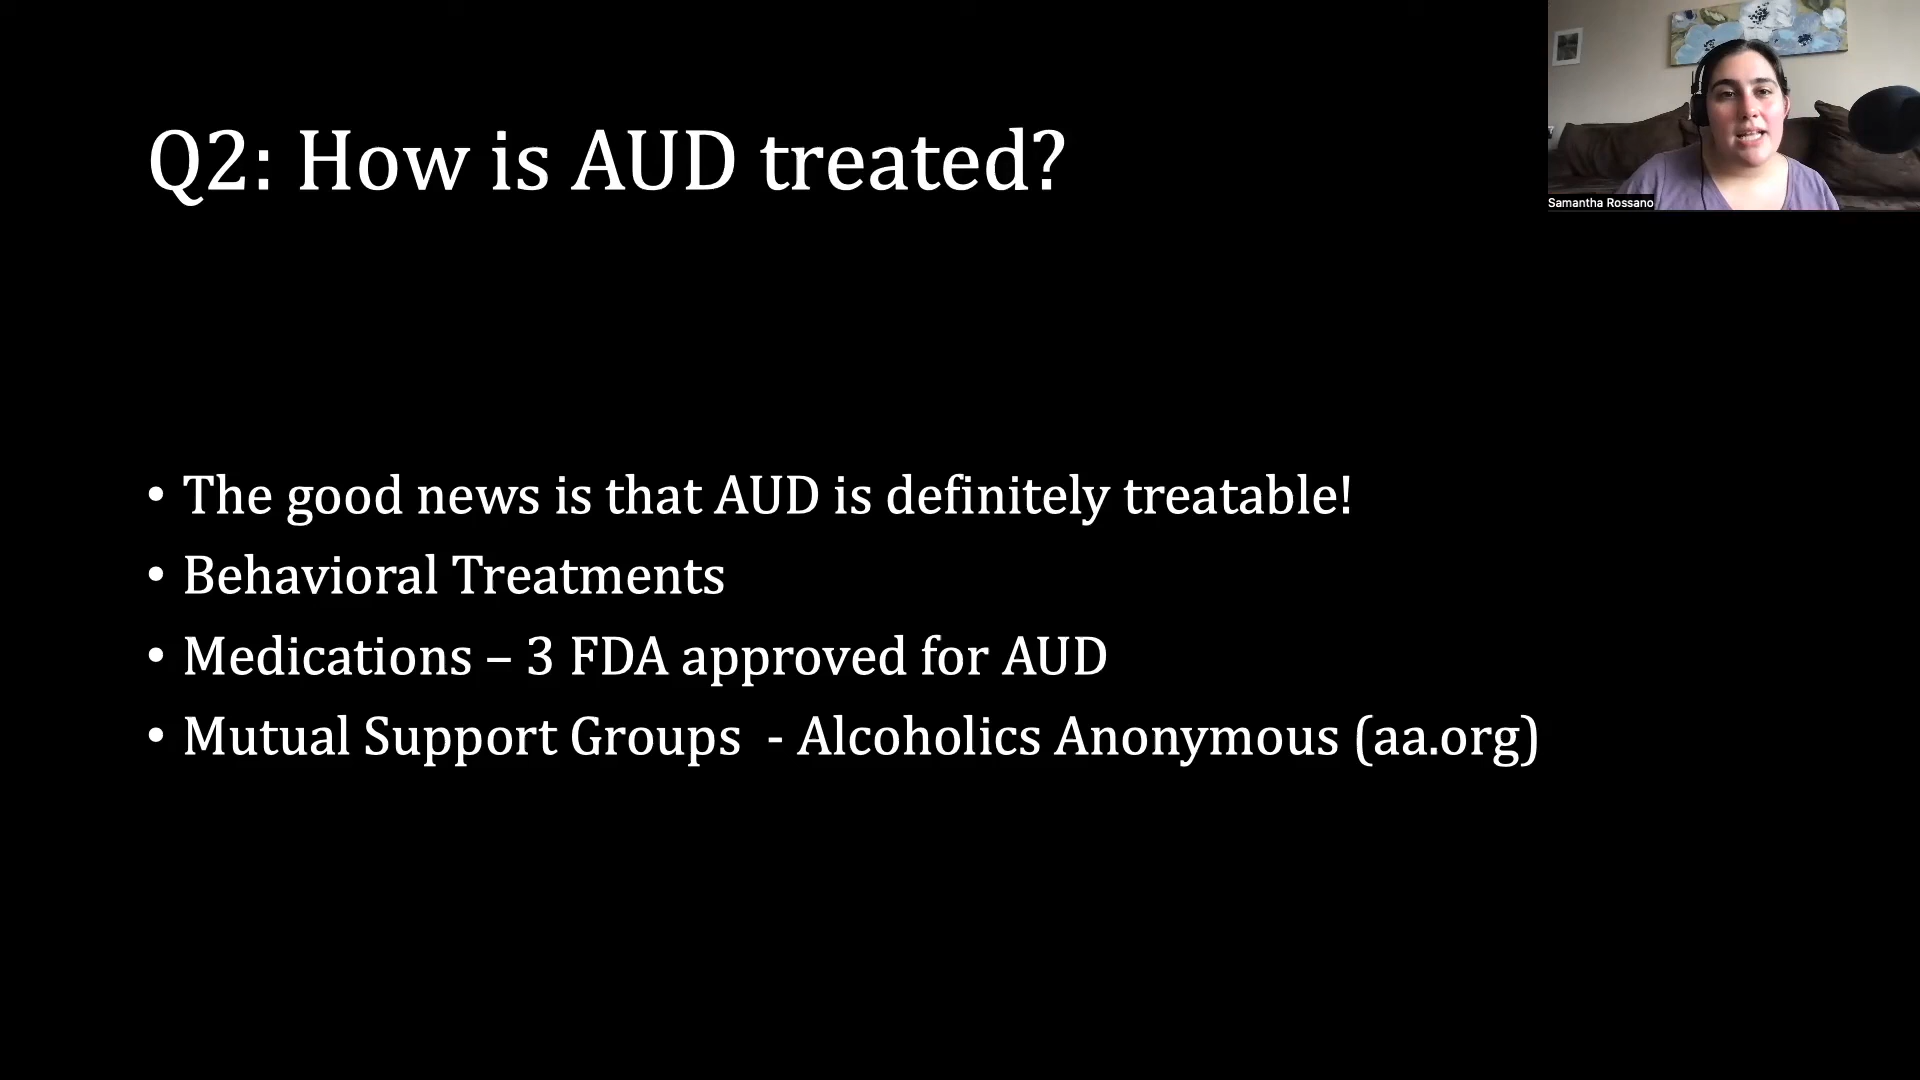 Q2: How is AUD treated?
Samantha Rossano
• The good news is that AUD is definitely treatable!
• Behavioral Treatments
• Medications – 3 FDA approved for AUD
• Mutual Support Groups  - Alcoholics Anonymous (aa.org)